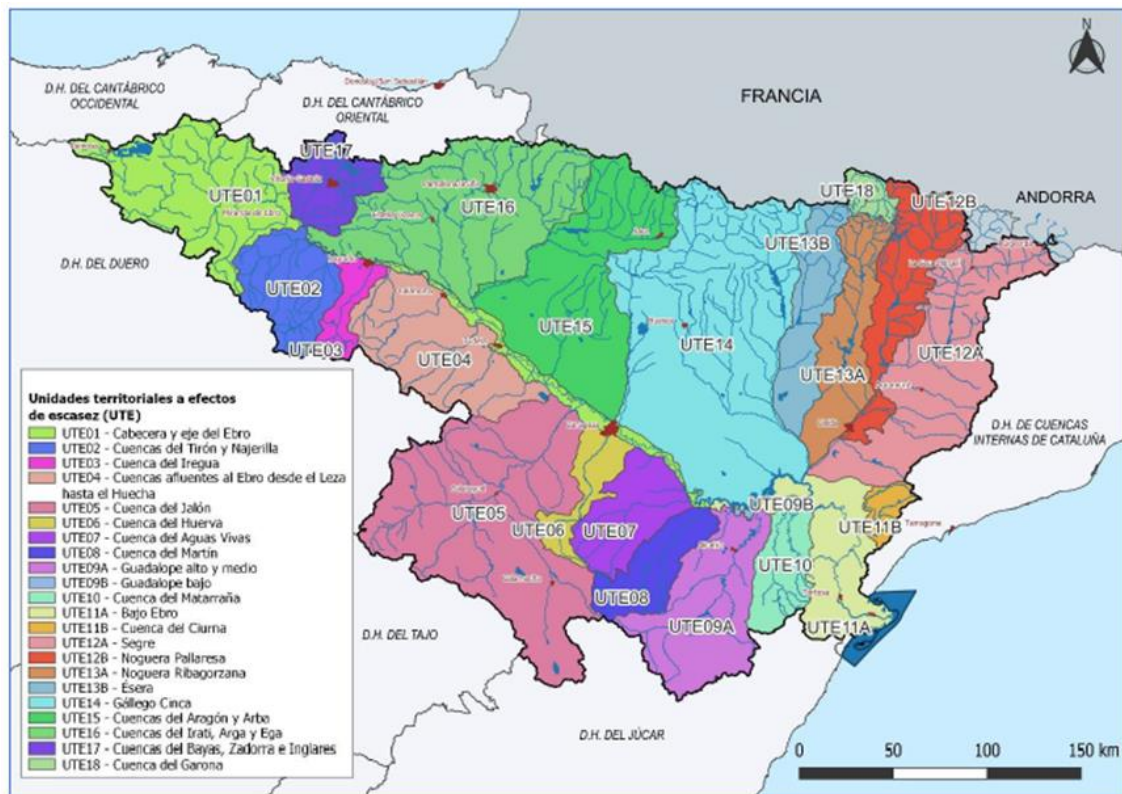 N
D.H. DEL CANTÁBRICO
OCCIDENTAL
D.H. DEL CANTÁBRICO
ORIENTAL
FRANCIA
ANDORRA
D.H. DEL DUERO
D.H. DE CUENCAS
INTERNAS DE CATALUÑA
D.H. DEL TAJO
D.H. DEL JÚCAR
UTE17
UTE01
UTE16
UTE18
UTE12B
UTE13B
UTE02
UTE03
UTE04
UTE15
UTE14
UTE13A
UTE12A
UTE05
UTE06
UTE07
UTE08
UTE09B
UTE10
UTE11B
UTE09A
UTE11A
Unidades territoriales a efectos
de escasez (UTE)
UTE01 - Cabecera y eje del Ebro
UTE02 - Cuencas del Tirón y Najerilla
UTE03 - Cuenca del Iregua
UTE04 - Cuencas afluentes al Ebro desde el Leza
hasta el Huecha
UTE05 - Cuenca del Jalón
UTE06 - Cuenca del Huerva
UTE07 - Cuenca del Aguas Vivas
UTE08 - Cuenca del Martín
UTE09A - Guadalope alto y medio
UTE09B - Guadalope bajo
UTE10 - Cuenca del Matarraña
UTE11A - Bajo Ebro
UTE11B - Cuenca del Ciurna
UTE12A - Segre
UTE12B - Noguera Pallaresa
UTE13A - Noguera Ribagorzana
UTE13B - Ésera
UTE14 - Gállego Cinca
UTE15 - Cuencas del Aragón y Arba
UTE16 - Cuencas del Irati, Arga y Ega
UTE17 - Cuencas del Bayas, Zadorra e Inglares
UTE18 - Cuenca del Garona
0 50 100 150 km